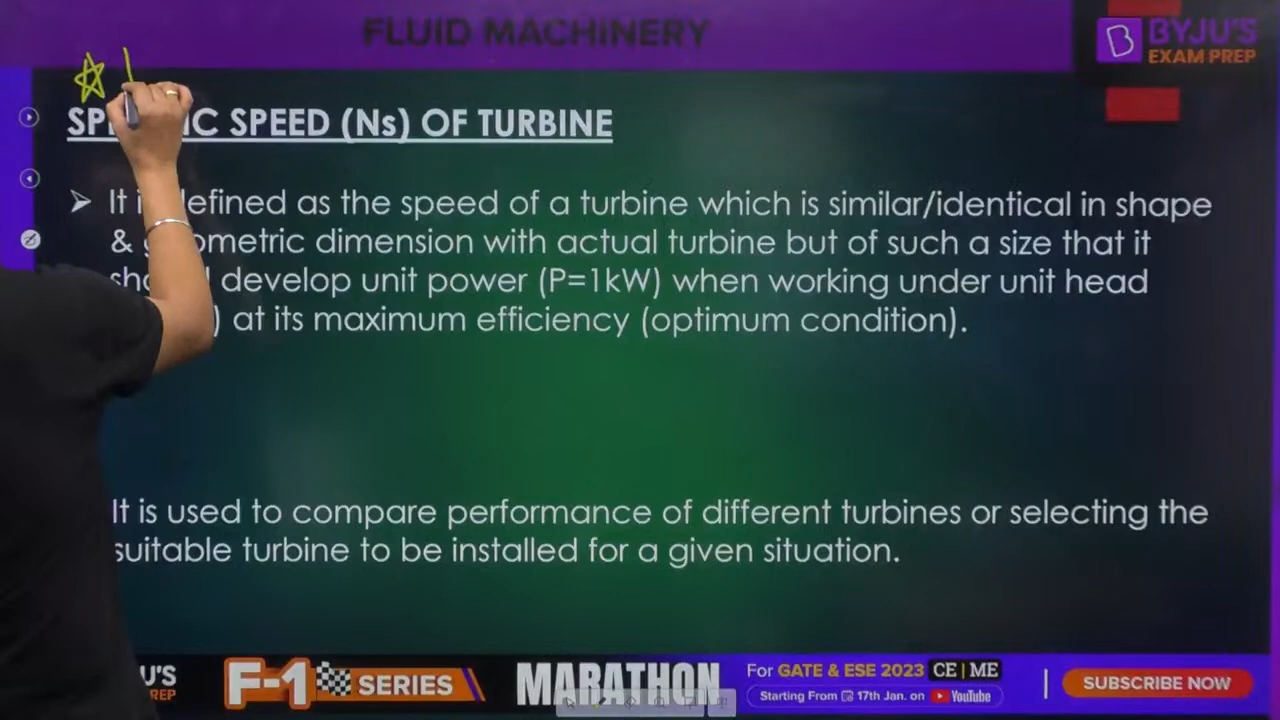 FLUID MACHINERY
BYJU'S
EXAM PREP
IC SPEED (Ns) OF TURBINE
It defined as the speed of a turbine which is similar/identical in shape
& dimension with actual turbine but of such a size that it
develop unit power (P=1kW) when working under unit head
at its maximum efficiency (optimum condition).
It is used to compare performance of different turbines or selecting the
suitable turbine to be installed for a given situation.
F-1 SERIES
MARATHON
For GATE & ESE 2023 CE | ME
Starting From 17th Jan. on YouTube
SUBSCRIBE NOW